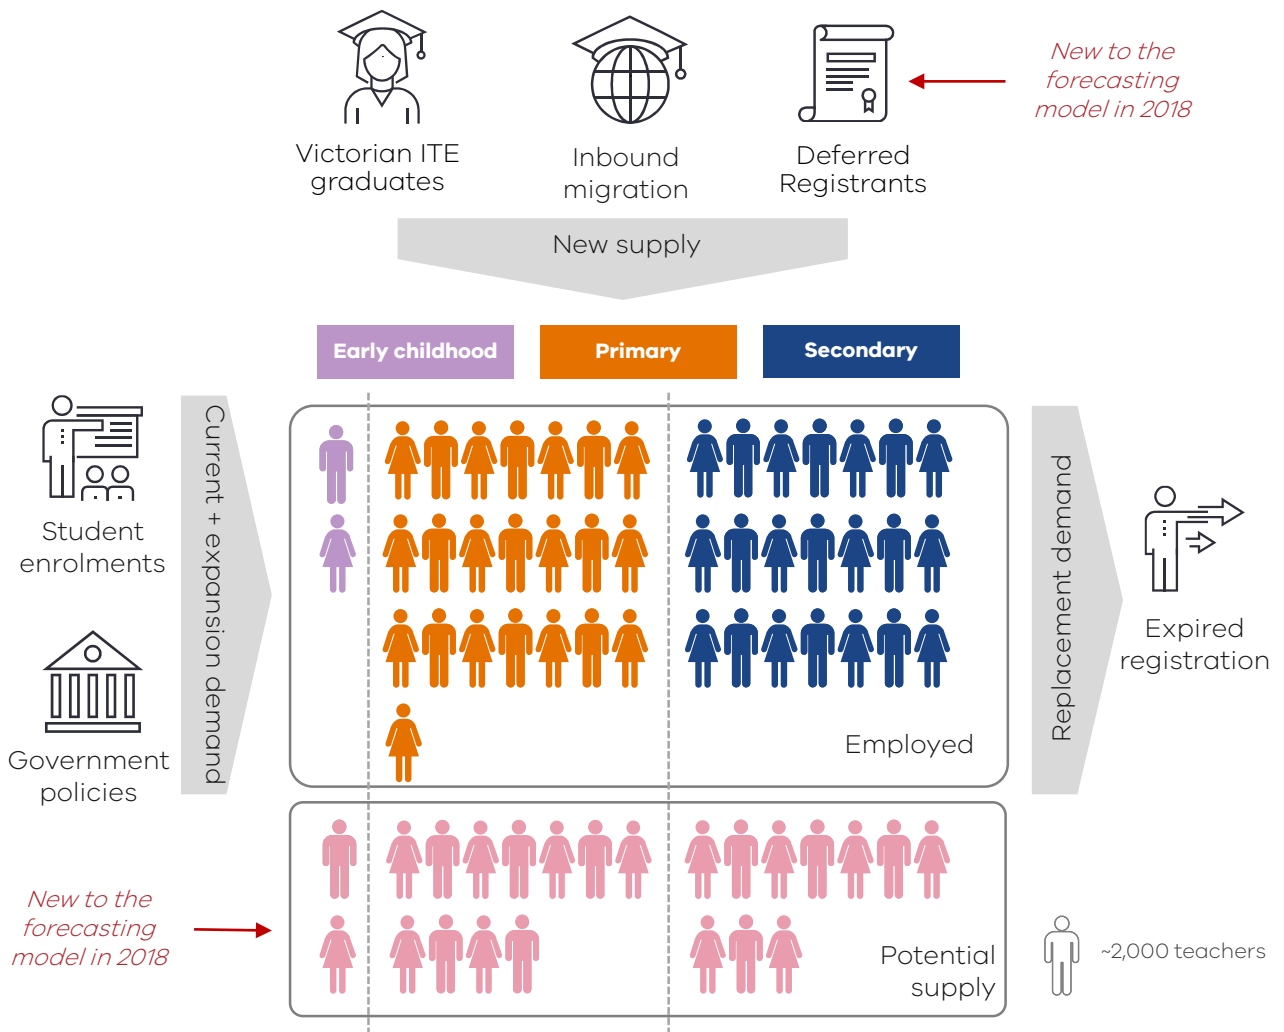 New to the
forecasting
model in 2018
Victorian ITE
graduates
Inbound
migration
Deferred
Registrants
New supply
Early childhood
Primary
Secondary
Current + expansion demand
Student
enrolments
Government
policies
Employed
Replacement demand
Expired
registration
New to the
forecasting
model in 2018
Potential
supply
~2,000 teachers